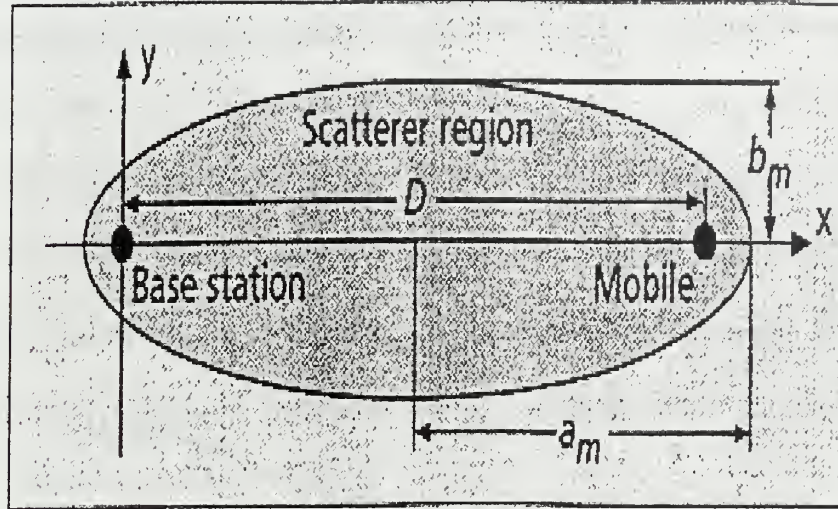 y
Scatterer region
b_m
D
x
Base station
Mobile
a_m